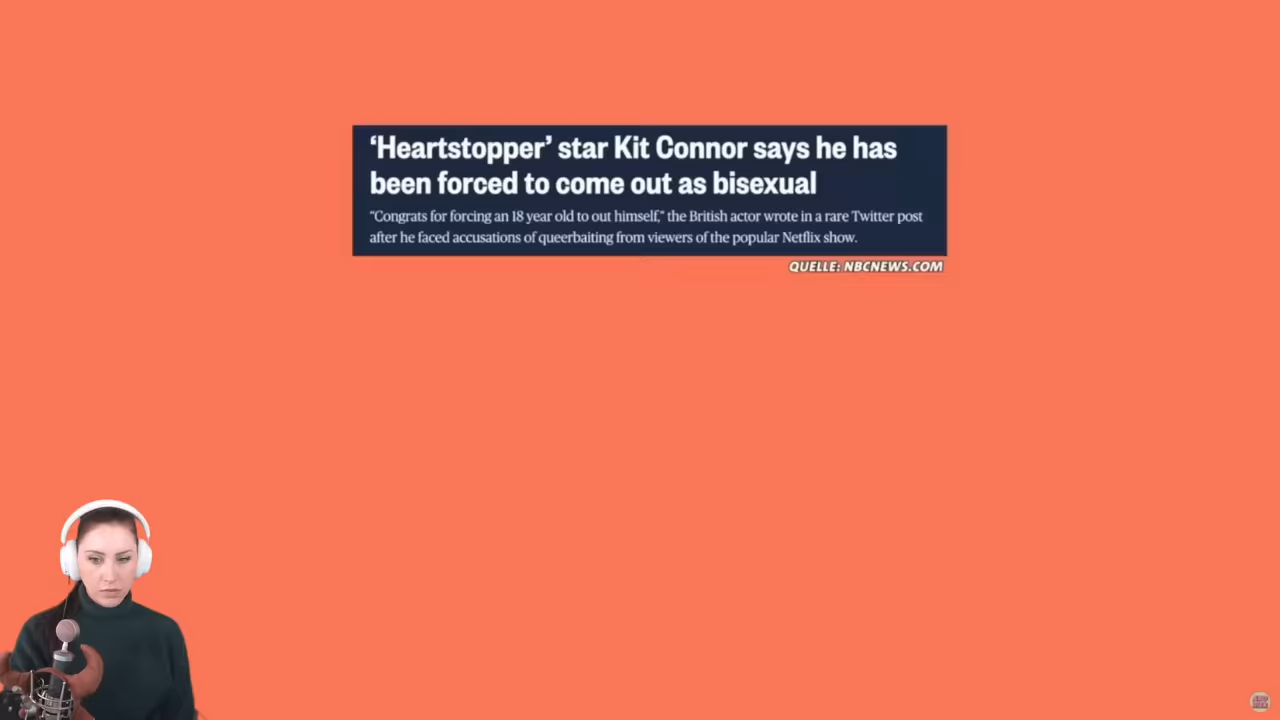 ‘Heartstopper’ star Kit Connor says he has
been forced to come out as bisexual
“Congrats for forcing an 18 year old to out himself,” the British actor wrote in a rare Twitter post
after he faced accusations of queerbaiting from viewers of the popular Netflix show.
QUELLE: NBCNEWS.COM